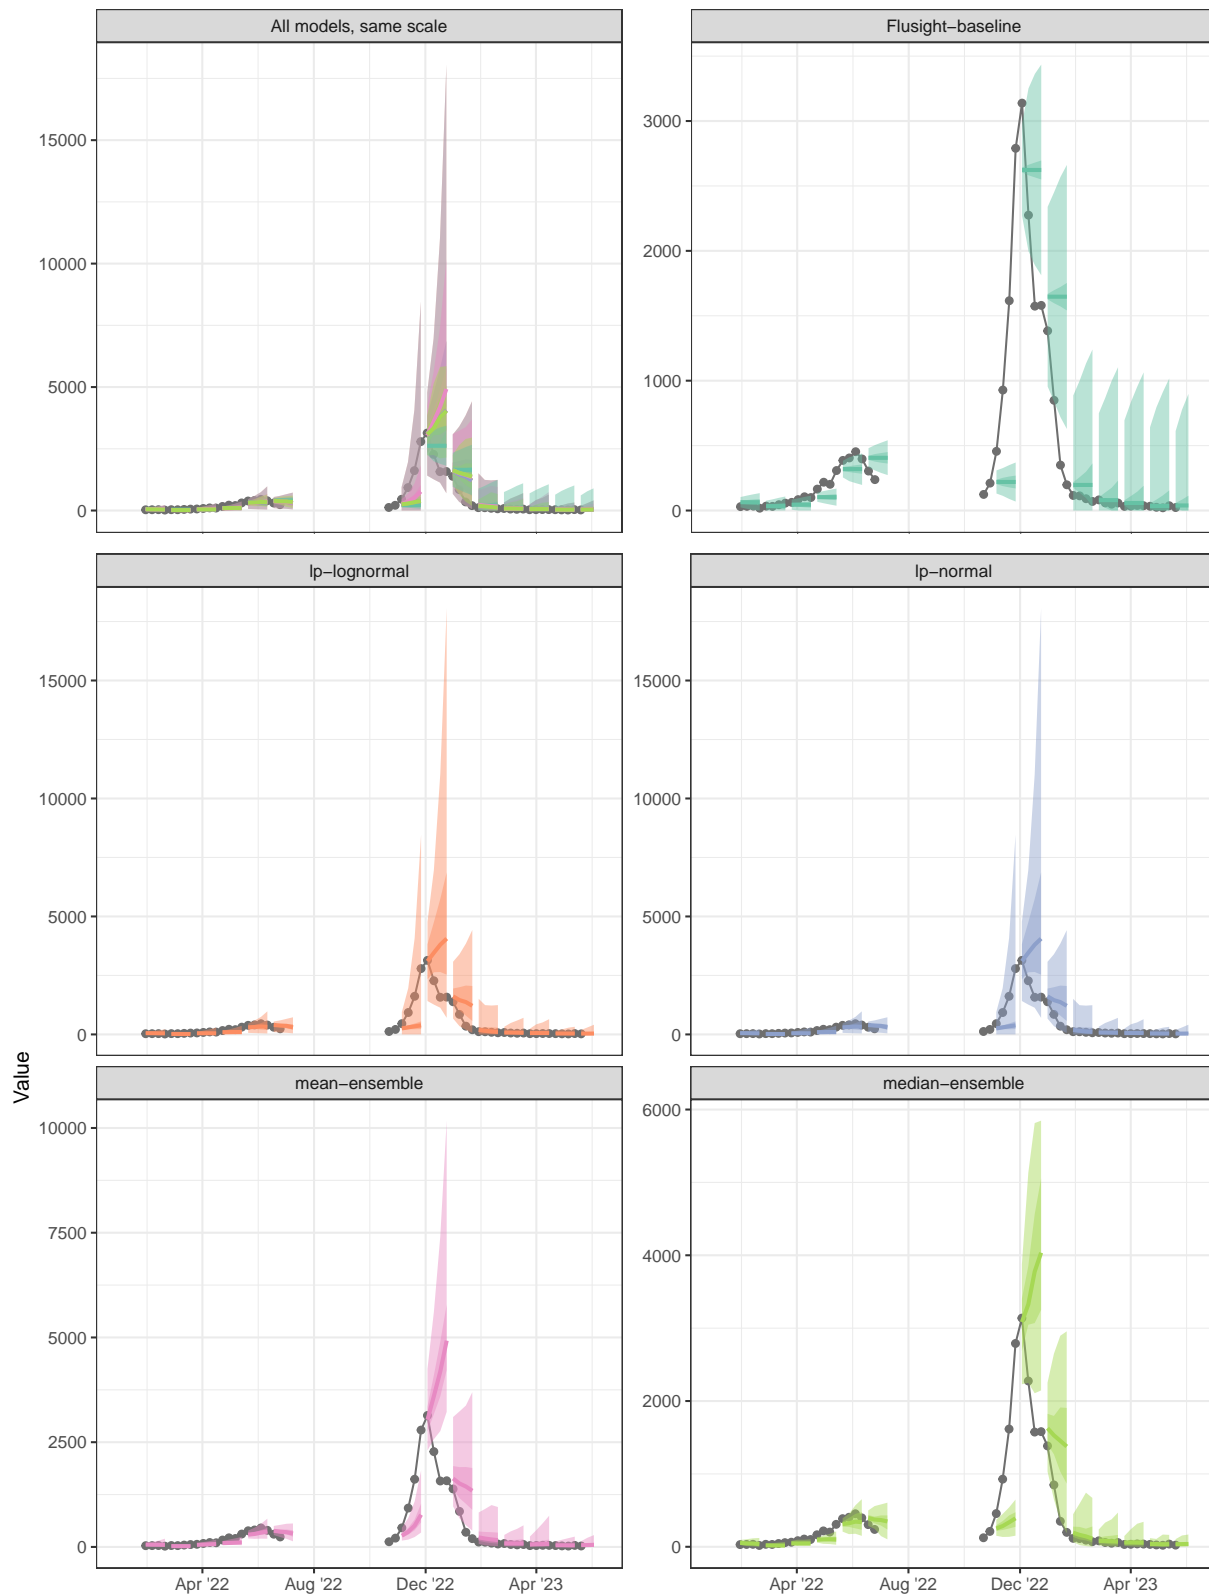 All models, same scale
Flusight−baseline
15000
10000
5000
0
3000
2000
1000
0
lp−lognormal
lp−normal
15000
10000
5000
0
15000
10000
5000
0
Value
mean−ensemble
median−ensemble
10000
7500
5000
2500
0
6000
4000
2000
0
Apr '22
Aug '22
Dec '22
Apr '23
Apr '22
Aug '22
Dec '22
Apr '23